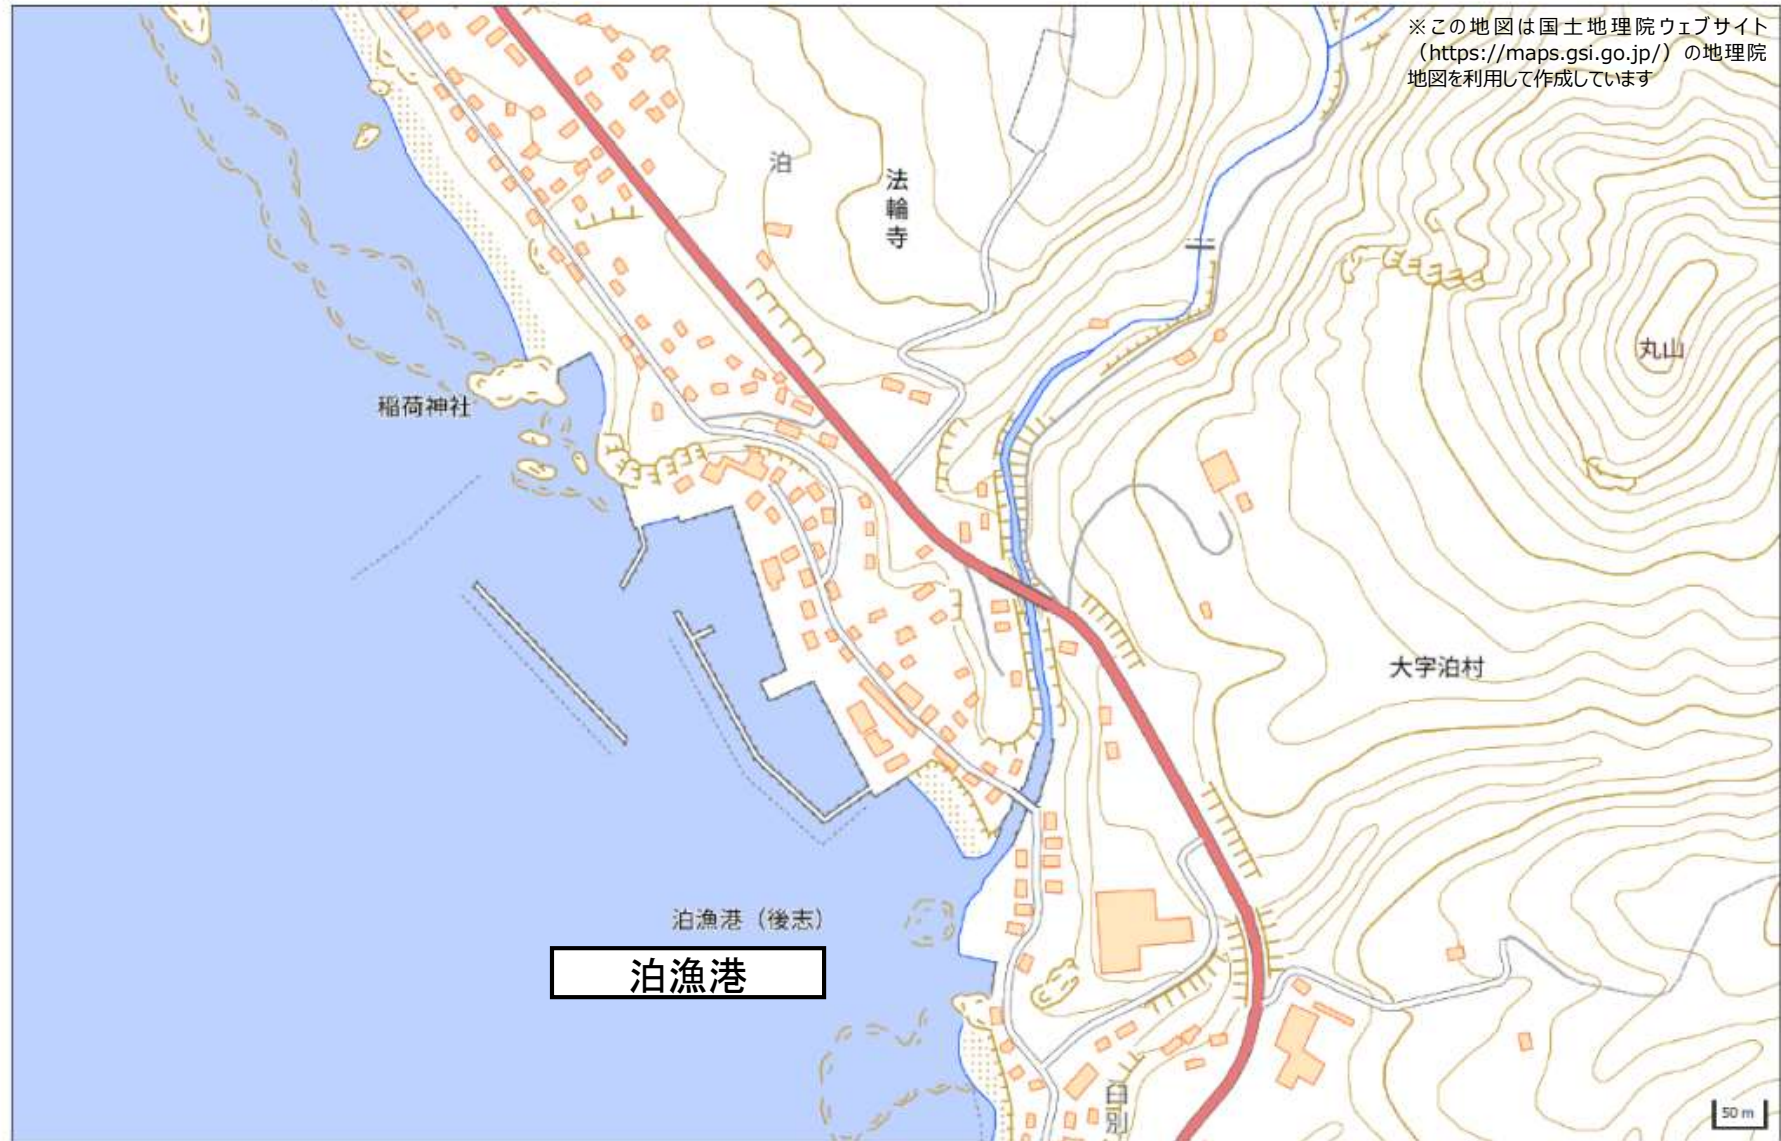 ※この地図は国土地理院ウェブサイト
（https://maps.gsi.go.jp/）の地理院
地図を利用して作成しています
泊
法輪寺
丸山
稲荷神社
大字泊村
泊漁港（後志）
泊漁港
臼別
50 m